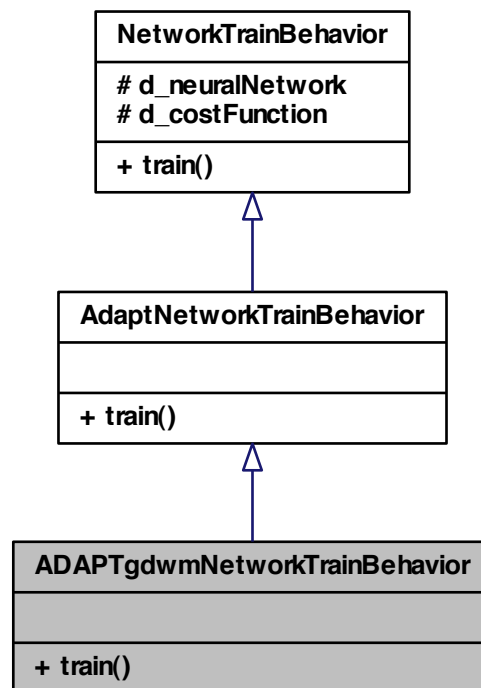 NetworkTrainBehavior
# d_neuralNetwork
# d_costFunction
+ train()
AdaptNetworkTrainBehavior
+ train()
ADAPTgdwmNetworkTrainBehavior
+ train()